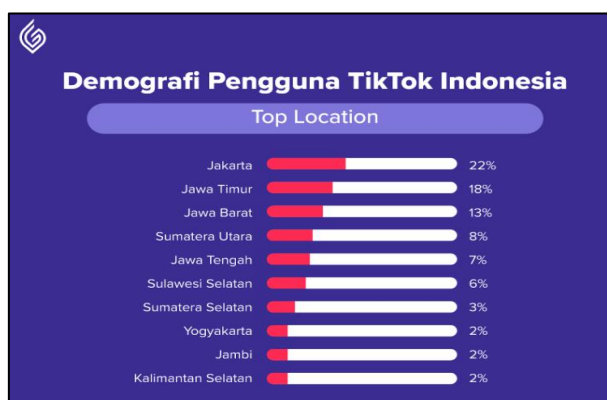 Demografi Pengguna TikTok Indonesia
Top Location
Jakarta 22%
Jawa Timur 18%
Jawa Barat 13%
Sumatera Utara 8%
Jawa Tengah 7%
Sulawesi Selatan 6%
Sumatera Selatan 3%
Yogyakarta 2%
Jambi 2%
Kalimantan Selatan 2%